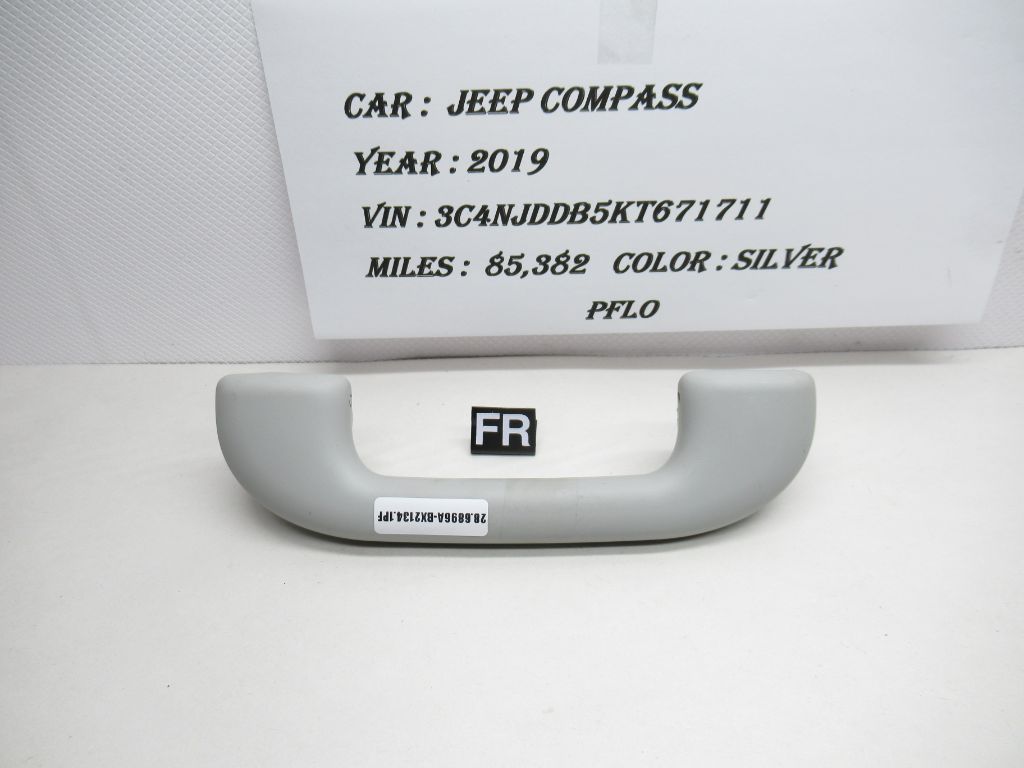 CAR : JEEP COMPASS
YEAR : 2019
VIN : 3C4NJDDB5KT671711
MILES : 85,382 COLOR : SILVER
PFLO
FR
28.6896A-BX2134.1PF